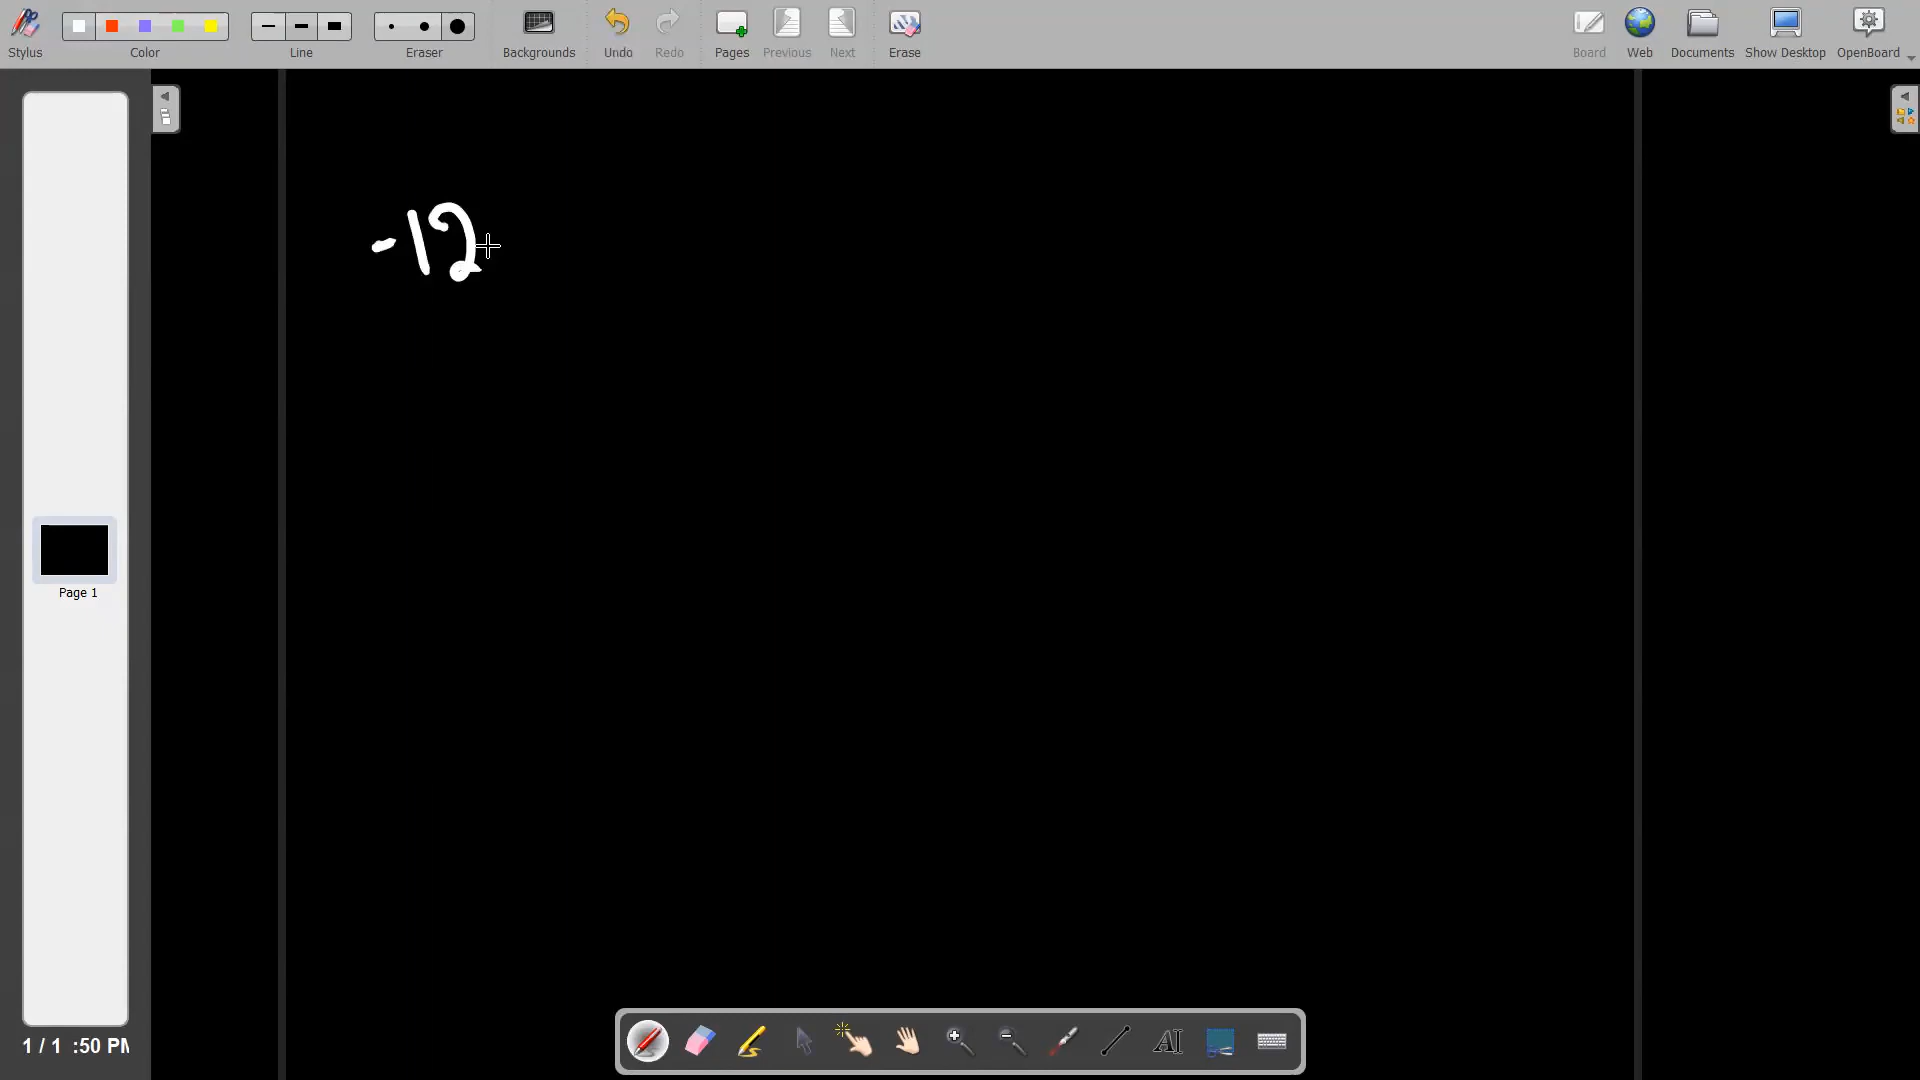 Stylus Color Line Eraser Backgrounds Undo Redo Pages Previous Next Erase Board Web Documents Show Desktop OpenBoard
-12
Page 1
1 / 1 :50 PM